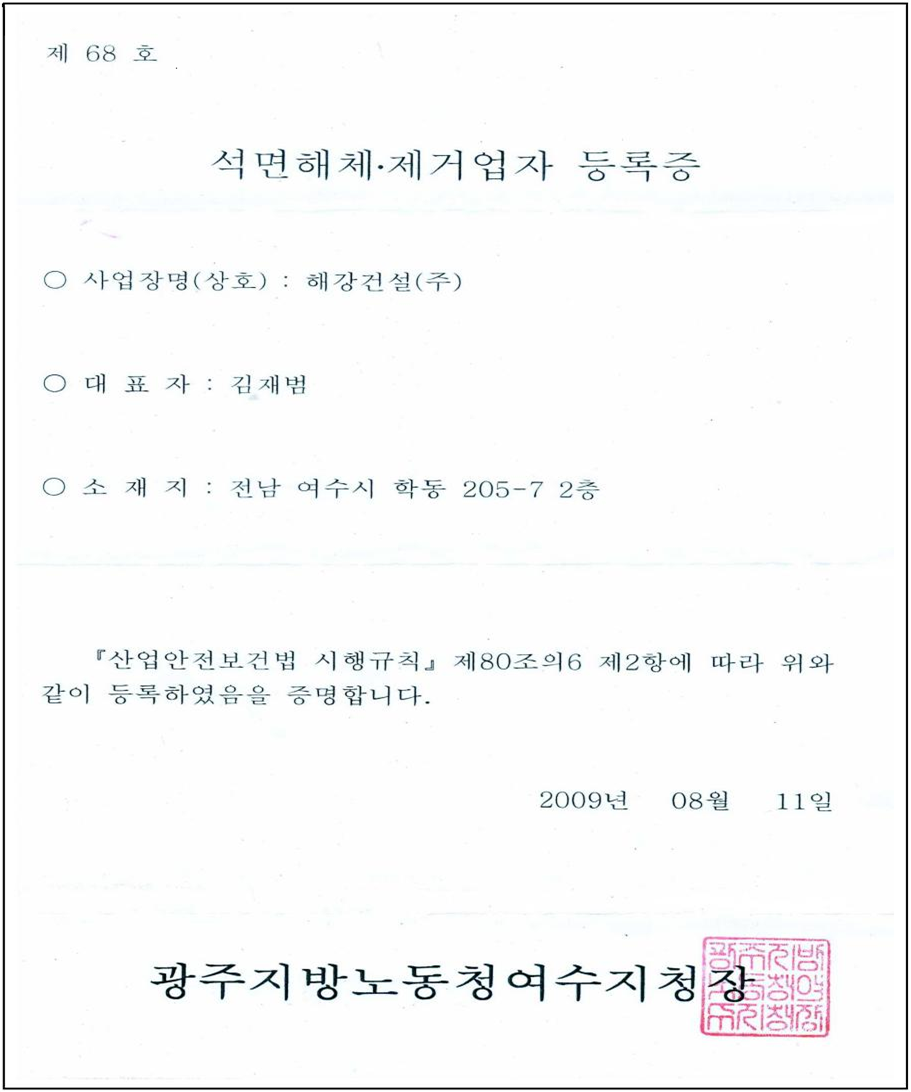 제 68 호
석면해체·제거업자 등록증
○ 사업장명(상호) : 해강건설(주)
○ 대 표 자 : 김재범
○ 소 재 지 : 전남 여수시 학동 205-7 2층
『산업안전보건법 시행규칙』 제80조의6 제2항에 따라 위와
같이 등록하였음을 증명합니다.
2009년 08월 11일
광주지방노동청여수지청장